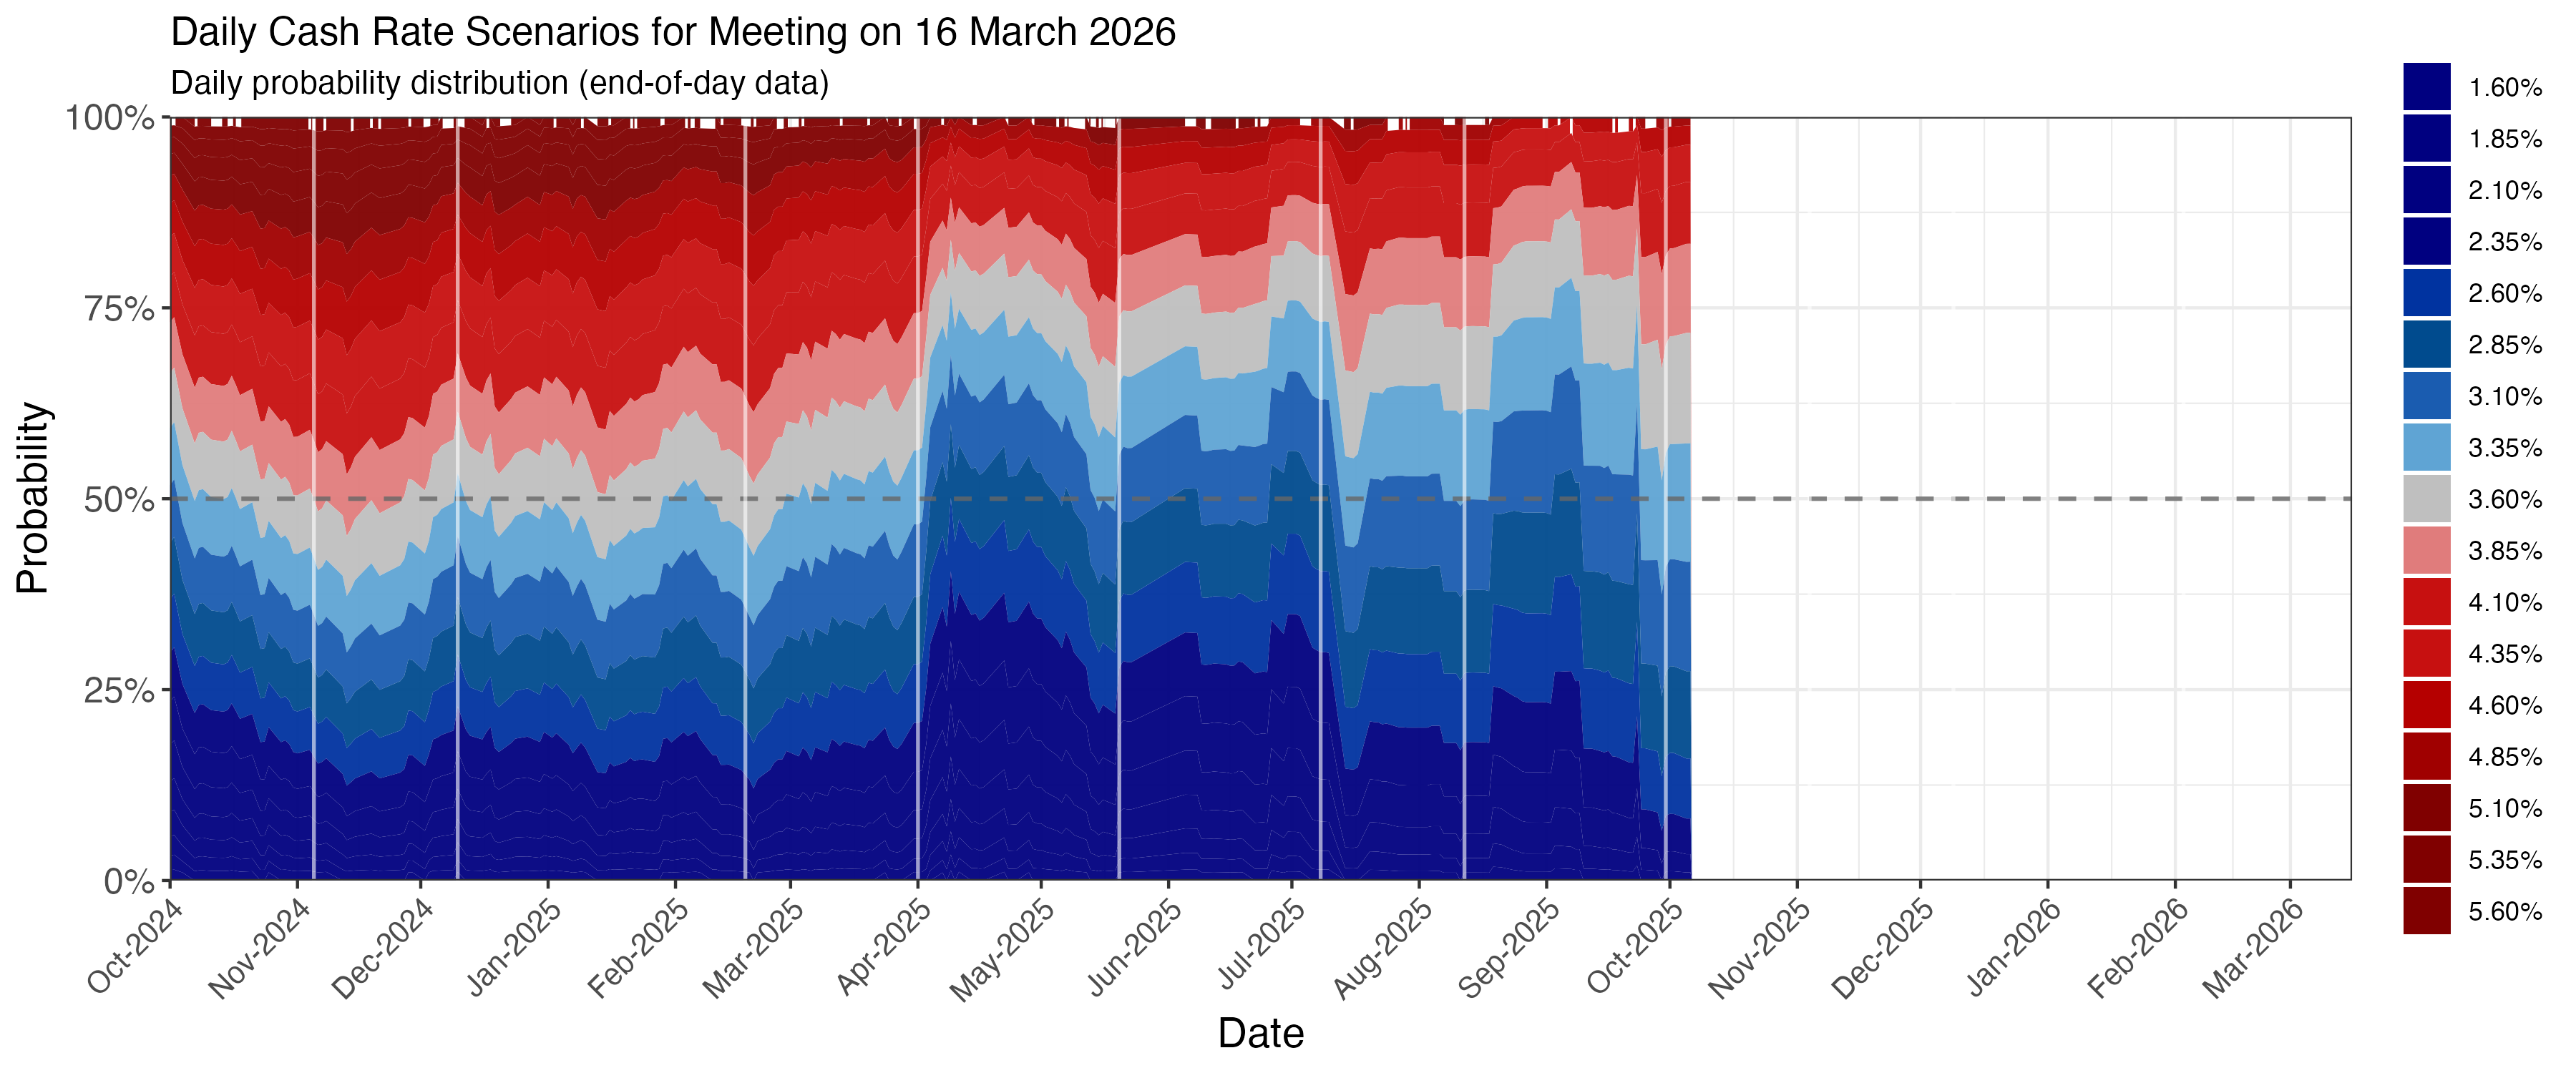 Daily Cash Rate Scenarios for Meeting on 16 March 2026
Daily probability distribution (end-of-day data)
Probability
100%
75%
50%
25%
0%
Oct-2024
Nov-2024
Dec-2024
Jan-2025
Feb-2025
Mar-2025
Apr-2025
May-2025
Jun-2025
Jul-2025
Aug-2025
Sep-2025
Oct-2025
Nov-2025
Dec-2025
Jan-2026
Feb-2026
Mar-2026
Date
1.60%
1.85%
2.10%
2.35%
2.60%
2.85%
3.10%
3.35%
3.60%
3.85%
4.10%
4.35%
4.60%
4.85%
5.10%
5.35%
5.60%